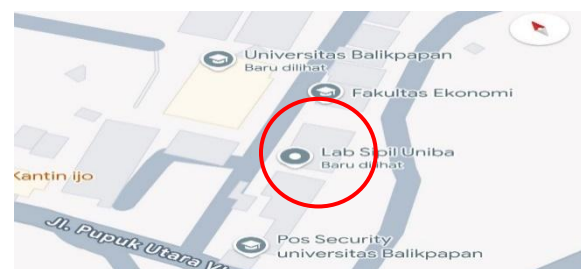 Universitas Balikpapan
Baru dilihat
Fakultas Ekonomi
Lab Sipil Uniba
Baru dilihat
Kantin ijo
Jl. Pupuk Utara
Pos Security
universitas Balikpapan